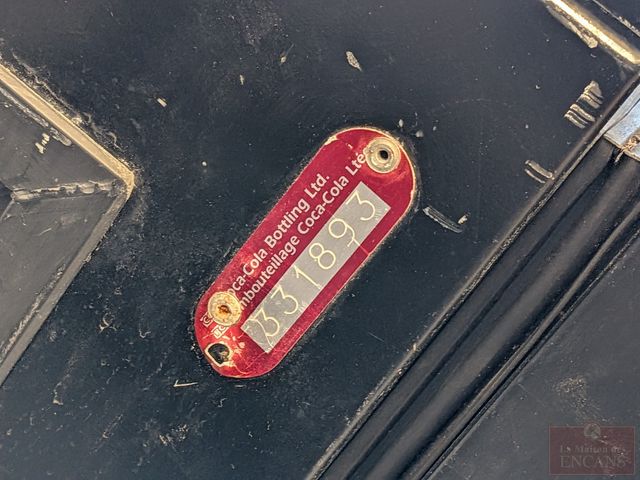 Coca-Cola Bottling Ltd.
Embouteillage Coca-Cola Ltée
331893
La Maison des
ENCANS